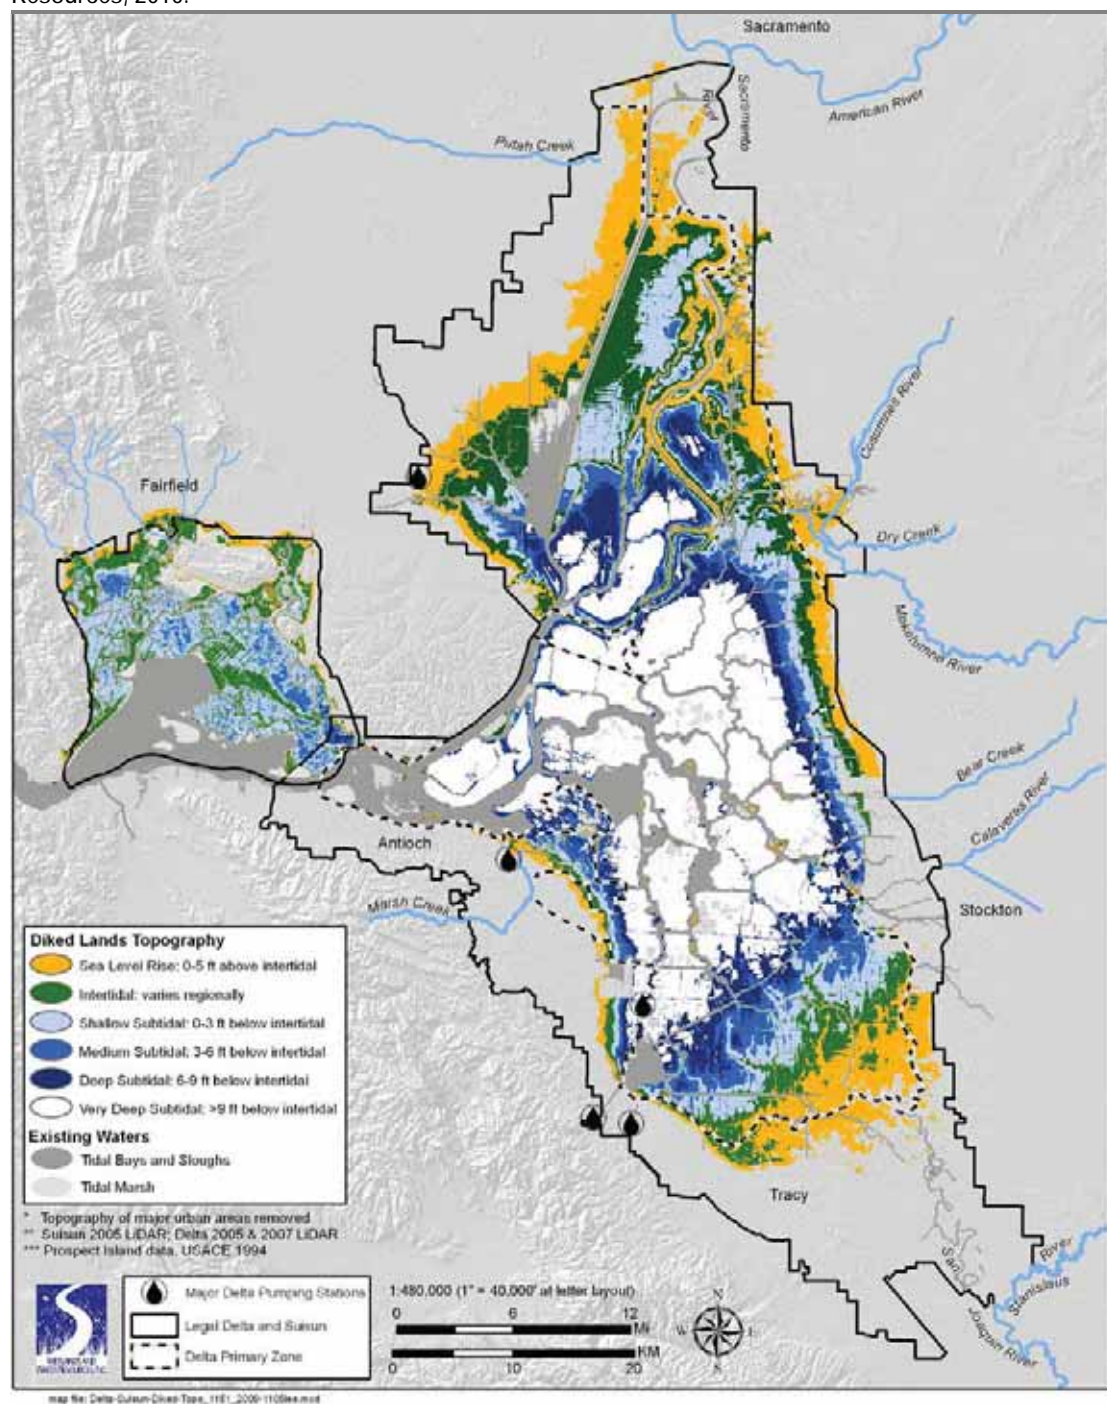 Resources, 2010.
Sacramento
American River
Sacramento
River
Putah Creek
Cosumnes River
Fairfield
Dry Creek
Mokelumne River
Bear Creek
Calaveras River
Antioch
Marsh Creek
Stockton
Diked Lands Topography
Sea Level Rise: 0-5 ft above intertidal
Intertidal: varies regionally
Shallow Subtidal: 0-3 ft below intertidal
Medium Subtidal: 3-6 ft below intertidal
Deep Subtidal: 6-9 ft below intertidal
Very Deep Subtidal: >9 ft below intertidal
Existing Waters
Tidal Bays and Sloughs
Tidal Marsh
Tracy
* Topography of major urban areas removed
** Suisun 2005 LiDAR; Delta 2005 & 2007 LiDAR
*** Prospect Island data, USACE 1994
San
Joaquin River
Stanislaus
River
Major Delta Pumping Stations
Legal Delta and Suisun
Delta Primary Zone
1:480,000 (1" = 40,000' at letter layout)
0 6 12
Mi
KM
0 10 20
N
W E
S